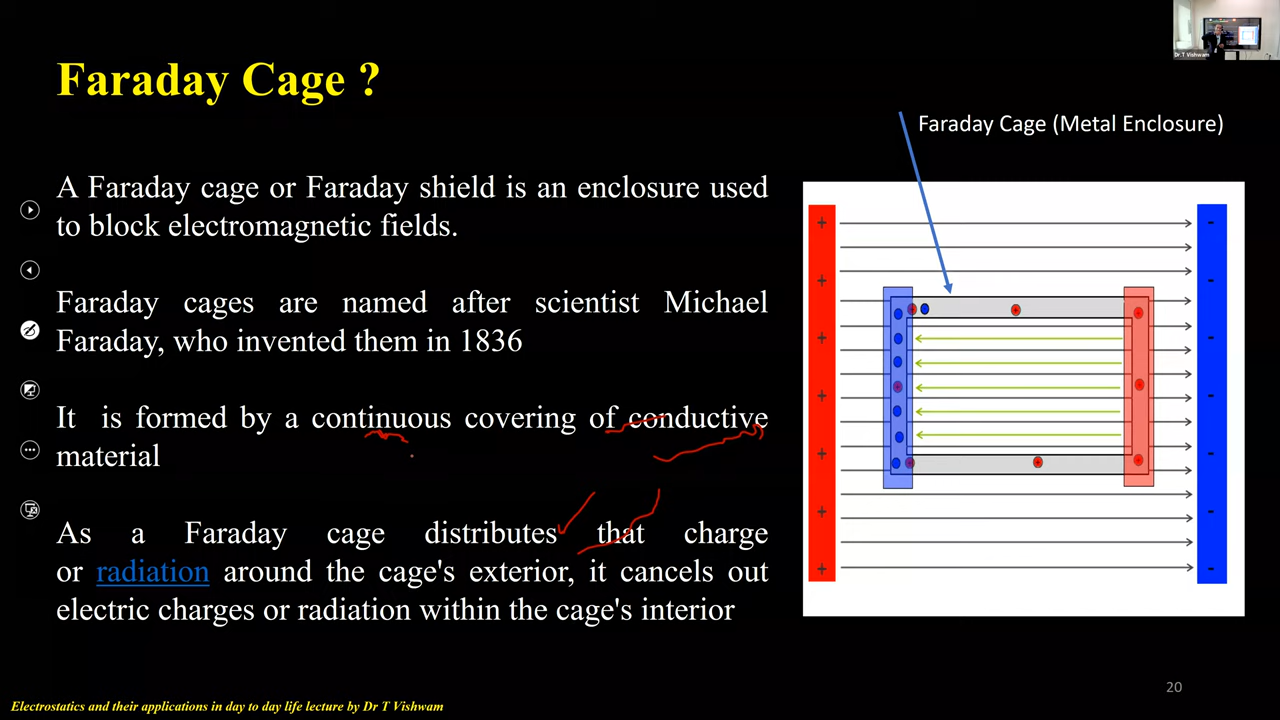 Faraday Cage ?
Dr.T Vishwam
Faraday Cage (Metal Enclosure)
A Faraday cage or Faraday shield is an enclosure used
to block electromagnetic fields.
Faraday cages are named after scientist Michael
Faraday, who invented them in 1836
It is formed by a continuous covering of conductive
material
As a Faraday cage distributes that charge
or radiation around the cage's exterior, it cancels out
electric charges or radiation within the cage's interior
20
Electrostatics and their applications in day to day life lecture by Dr T Vishwam